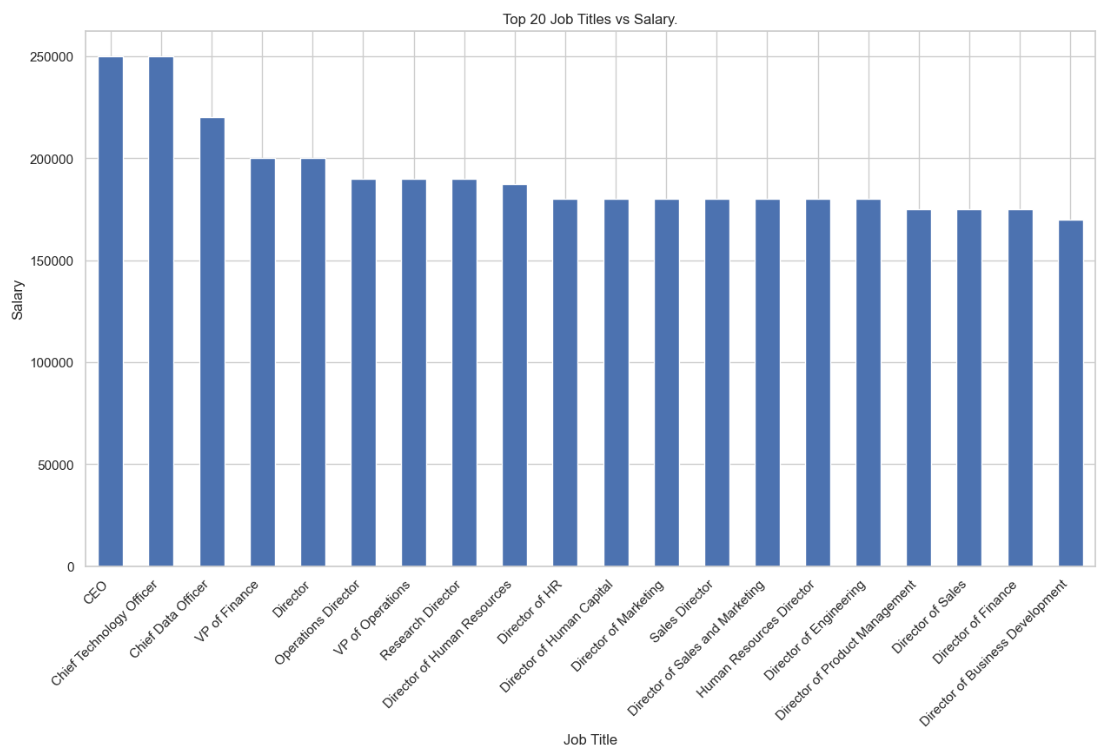 Top 20 Job Titles vs Salary.
250000
200000
150000
100000
50000
0
Salary
CEO
Chief Technology Officer
Chief Data Officer
VP of Finance
Director
Operations Director
VP of Operations
Research Director
Director of Human Resources
Director of HR
Director of Human Capital
Director of Marketing
Sales Director
Director of Sales and Marketing
Human Resources Director
Director of Engineering
Director of Product Management
Director of Sales
Director of Finance
Director of Business Development
Job Title